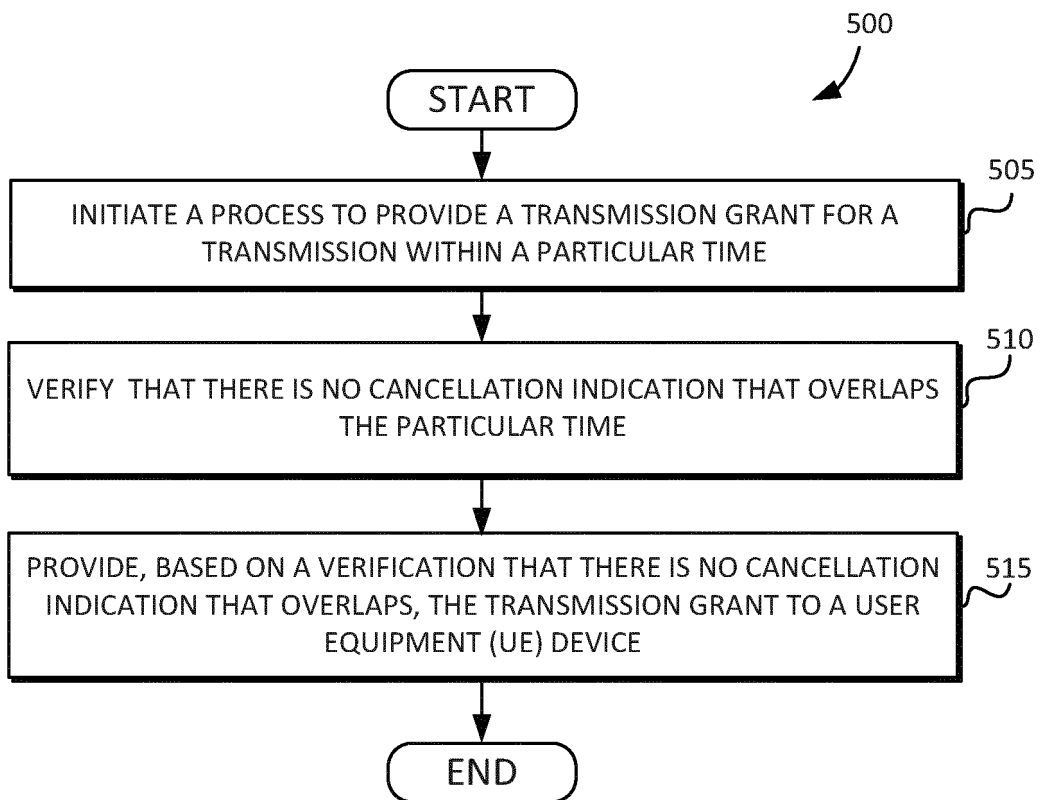 500
START
505
INITIATE A PROCESS TO PROVIDE A TRANSMISSION GRANT FOR A
TRANSMISSION WITHIN A PARTICULAR TIME
510
VERIFY THAT THERE IS NO CANCELLATION INDICATION THAT OVERLAPS
THE PARTICULAR TIME
515
PROVIDE, BASED ON A VERIFICATION THAT THERE IS NO CANCELLATION
INDICATION THAT OVERLAPS, THE TRANSMISSION GRANT TO A USER
EQUIPMENT (UE) DEVICE
END